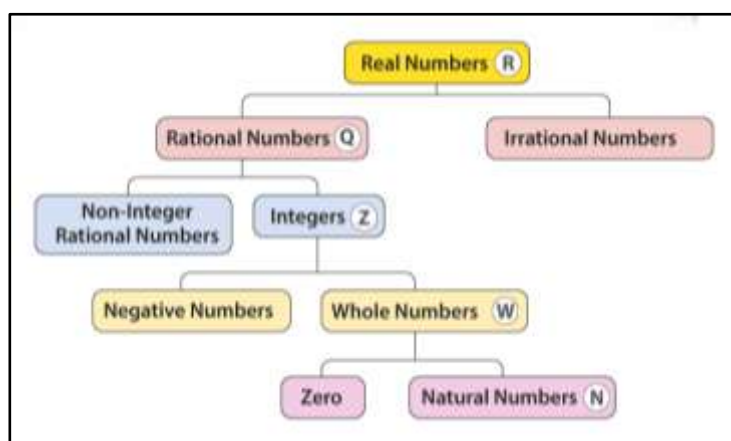 Real Numbers R
Rational Numbers Q
Irrational Numbers
Non-Integer
Rational Numbers
Integers Z
Negative Numbers
Whole Numbers W
Zero
Natural Numbers N